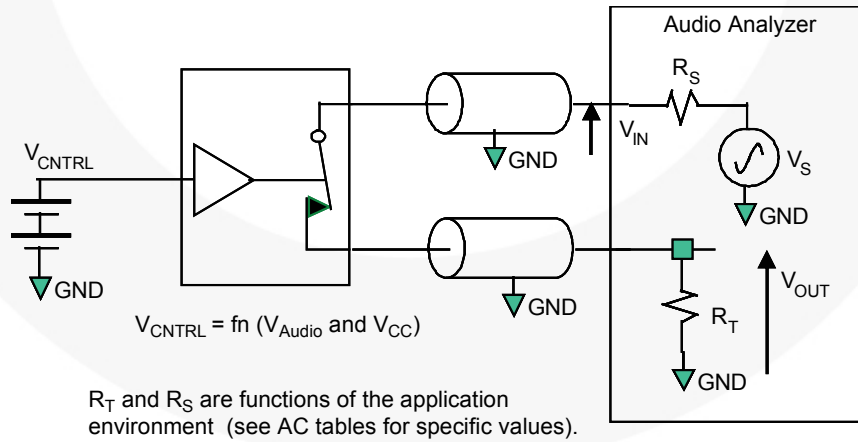 Audio Analyzer
R_S
V_CNTRL
V_IN
GND
V_S
GND
GND
GND
V_OUT
R_T
V_CNTRL = fn (V_Audio and V_CC)
GND
R_T and R_S are functions of the application
environment (see AC tables for specific values).